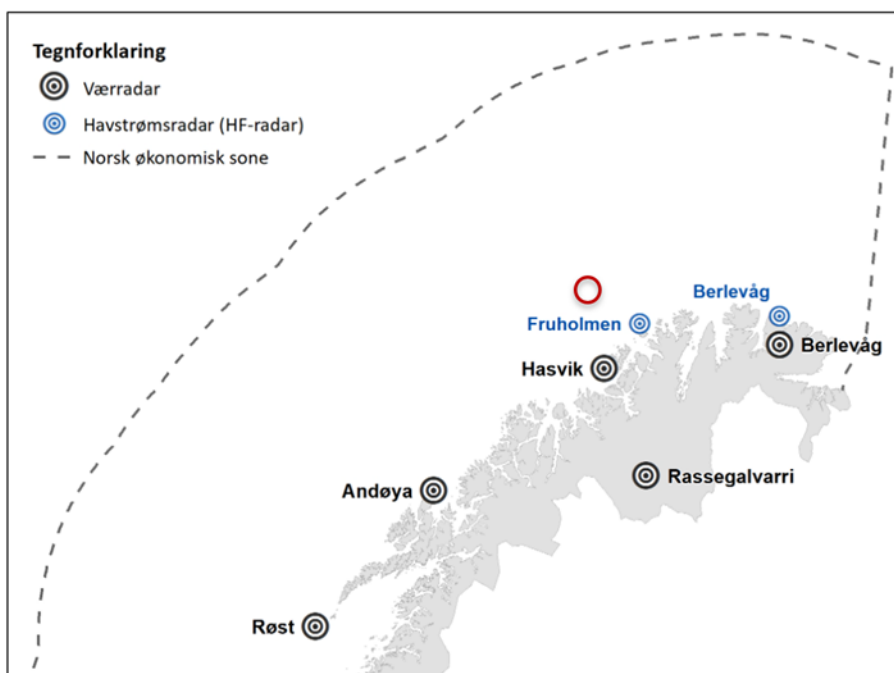 Tegnforklaring
Værradar
Havstrømsradar (HF-radar)
Norsk økonomisk sone
Berlevåg
Fruholmen
Berlevåg
Hasvik
Rassegalvarri
Andøya
Røst